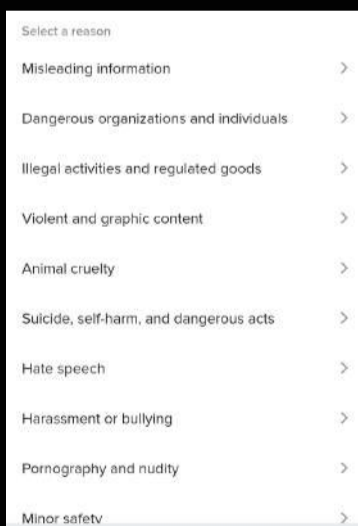 Select a reason
Misleading information
Dangerous organizations and individuals
Illegal activities and regulated goods
Violent and graphic content
Animal cruelty
Suicide, self-harm, and dangerous acts
Hate speech
Harassment or bullying
Pornography and nudity
Minor safety